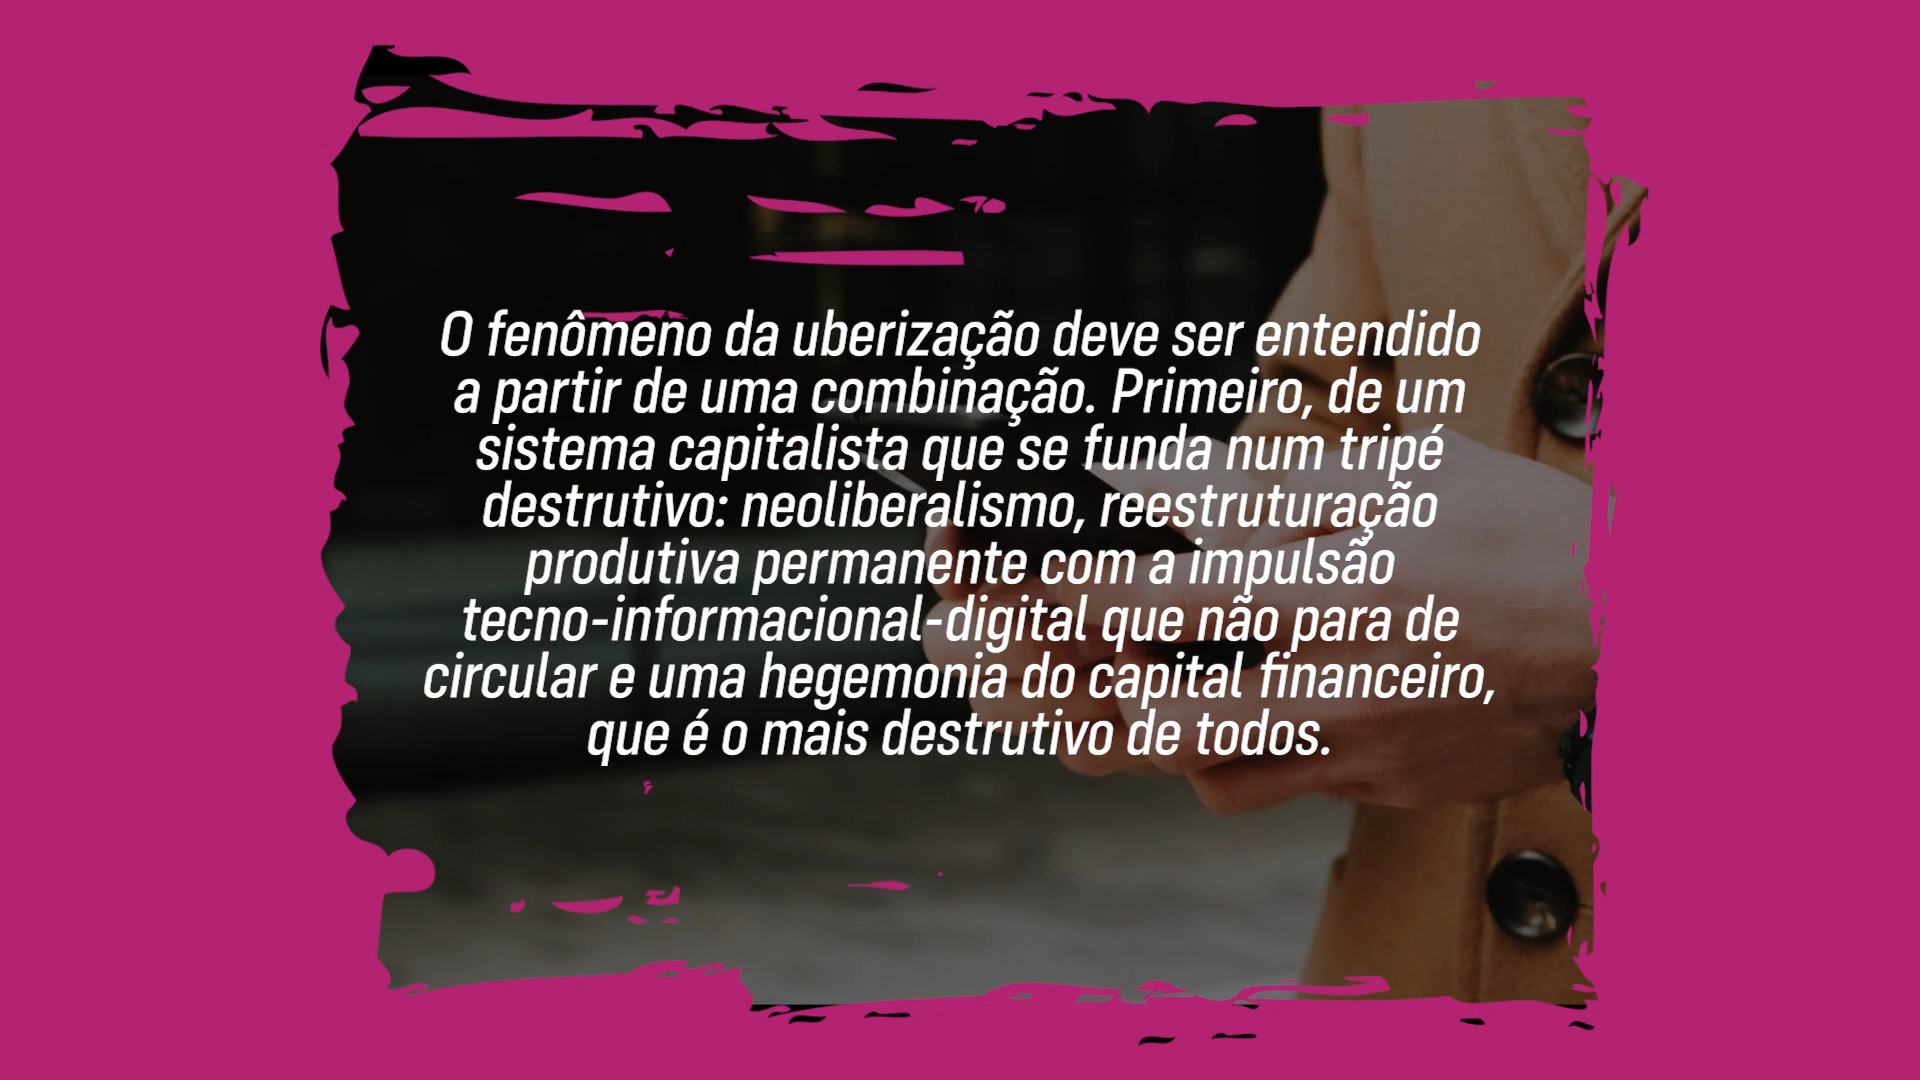 O fenômeno da uberização deve ser entendido
a partir de uma combinação. Primeiro, de um
sistema capitalista que se funda num tripé
destrutivo: neoliberalismo, reestruturação
produtiva permanente com a impulsão
tecno-informacional-digital que não para de
circular e uma hegemonia do capital financeiro,
que é o mais destrutivo de todos.